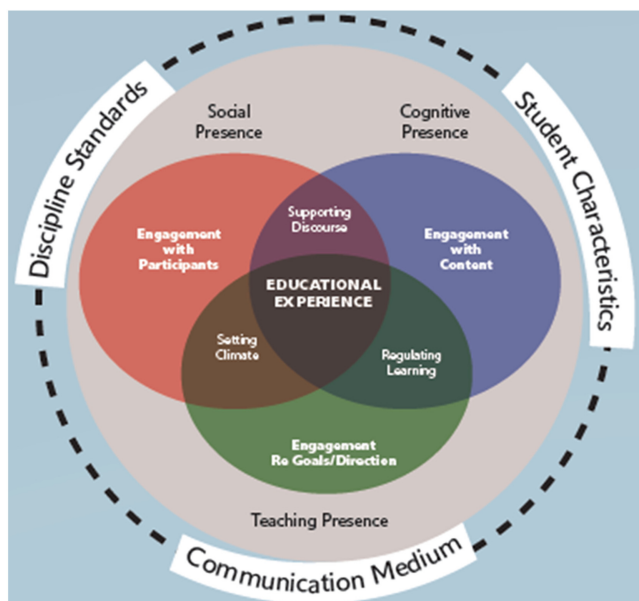 Social
Presence
Cognitive
Presence
Discipline Standards
Student Characteristics
Supporting
Discourse
Engagement
with
Participants
Engagement
with
Content
EDUCATIONAL
EXPERIENCE
Setting
Climate
Regulating
Learning
Engagement
Re Goals/Direction
Teaching Presence
Communication Medium